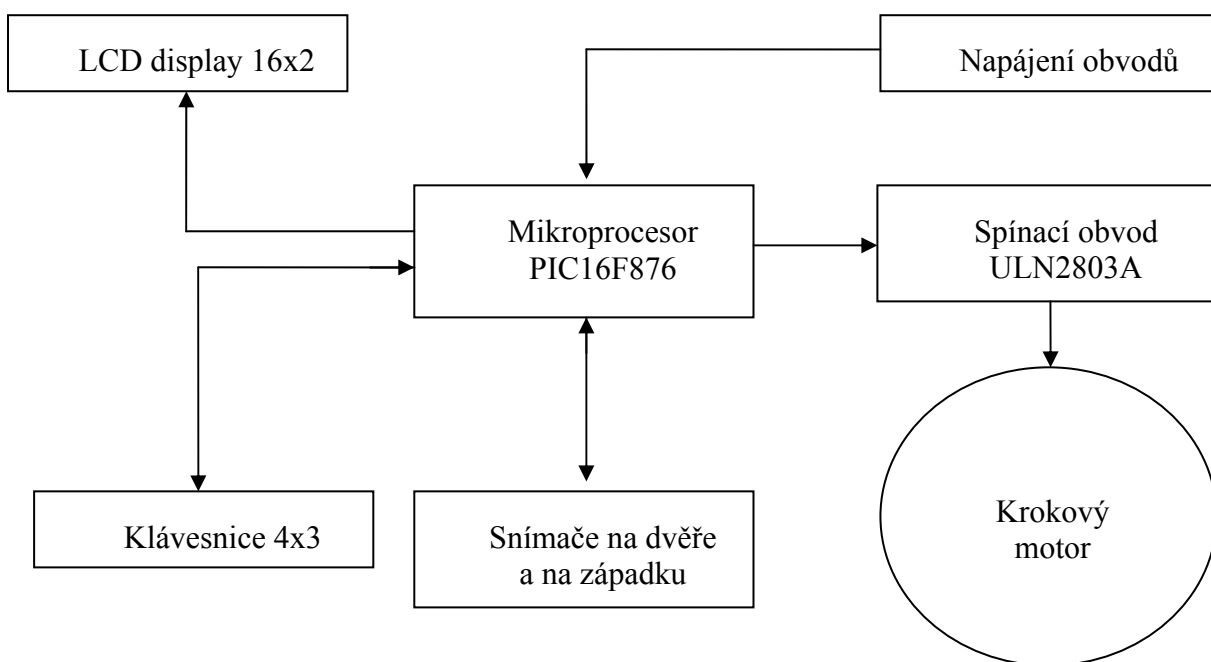 LCD display 16x2
Napájení obvodů
Mikroprocesor
PIC16F876
Spínací obvod
ULN2803A
Klávesnice 4x3
Snímače na dvěře
a na západku
Krokový
motor